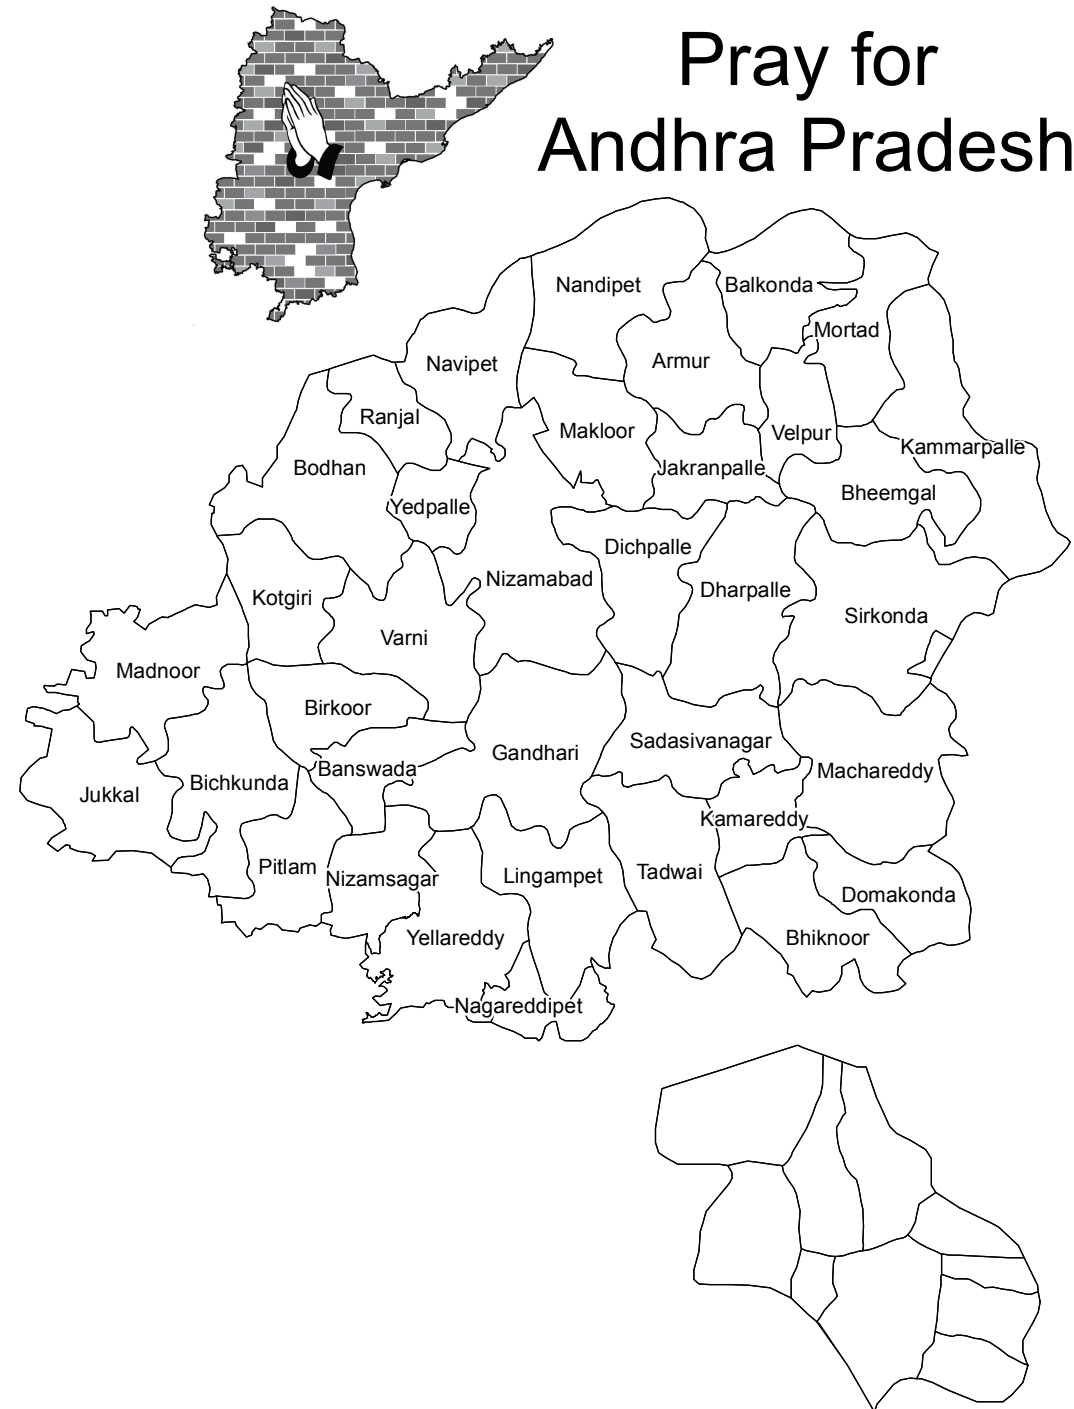 Pray for
Andhra Pradesh
Nandipet
Balkonda
Mortad
Navipet
Armur
Ranjal
Makloor
Velpur
Kammarpalle
Bodhan
Jakranpalle
Yedpalle
Bheemgal
Dichpalle
Nizamabad
Dharpalle
Kotgiri
Sirkonda
Varni
Madnoor
Birkoor
Sadasivanagar
Gandhari
Banswada
Machareddy
Bichkunda
Jukkal
Kamareddy
Pitlam
Nizamsagar
Lingampet
Tadwai
Domakonda
Yellareddy
Bhiknoor
Nagareddipet